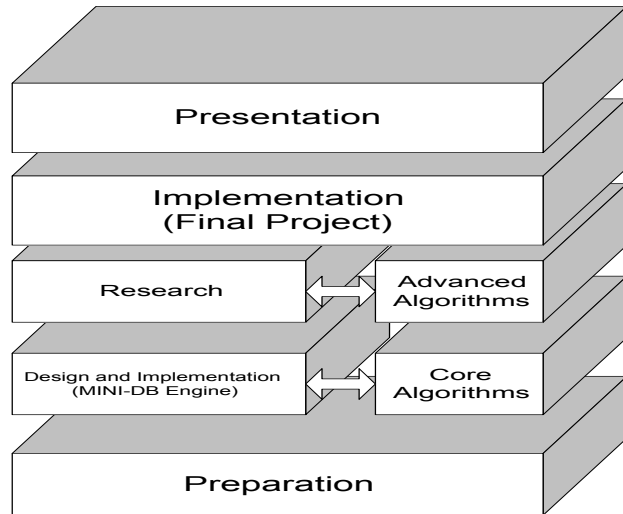 Presentation
Implementation
(Final Project)
Research
Advanced
Algorithms
Design and Implementation
(MINI-DB Engine)
Core
Algorithms
Preparation